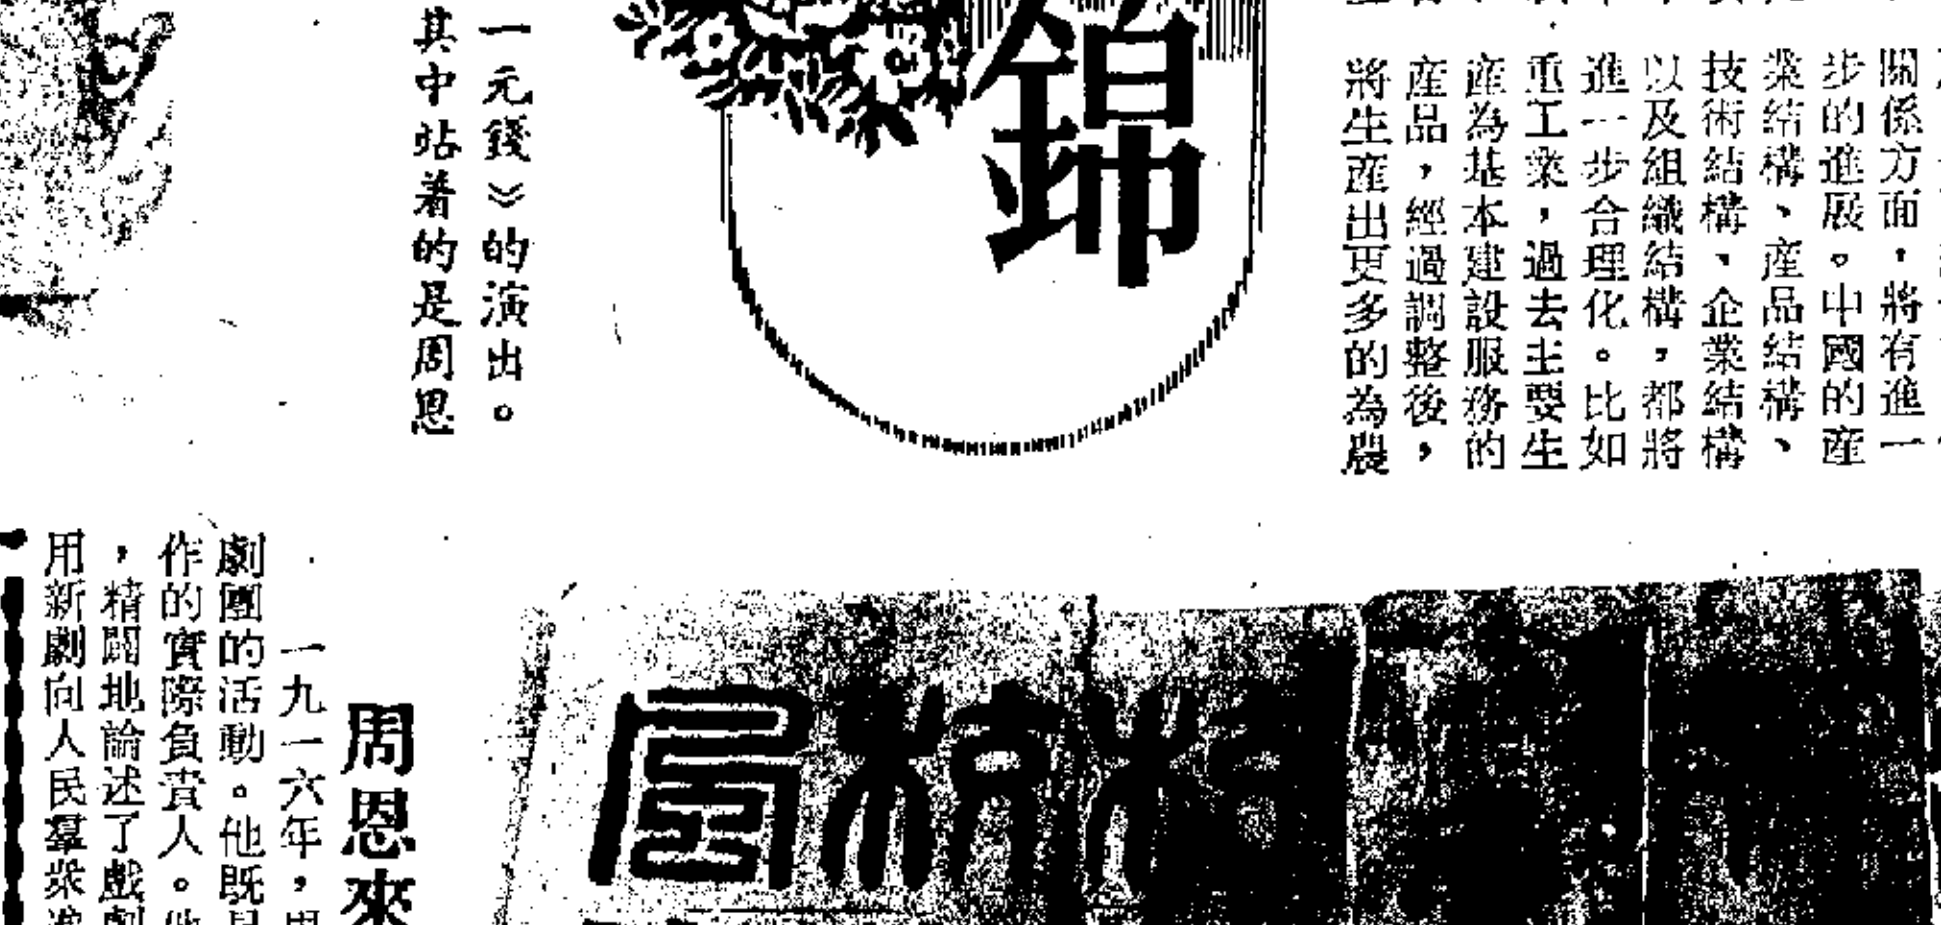 關係方面,將有進一
步的進展。中國的產
業結構、產品結構、
技術結構、企業結構
以及組織結構,都將
進一步合理化。比如
重工業,過去主要生
產為基本建設服務的
產品,經過調整後,
將生產出更多的為農
錦
一元錢》的演出。
其中站着的是周恩
周恩來
一九一六年,周
劇團的活動。他既是
作的實際負責人。他
,精闢地論述了戲劇
用新劇向人民羣衆進